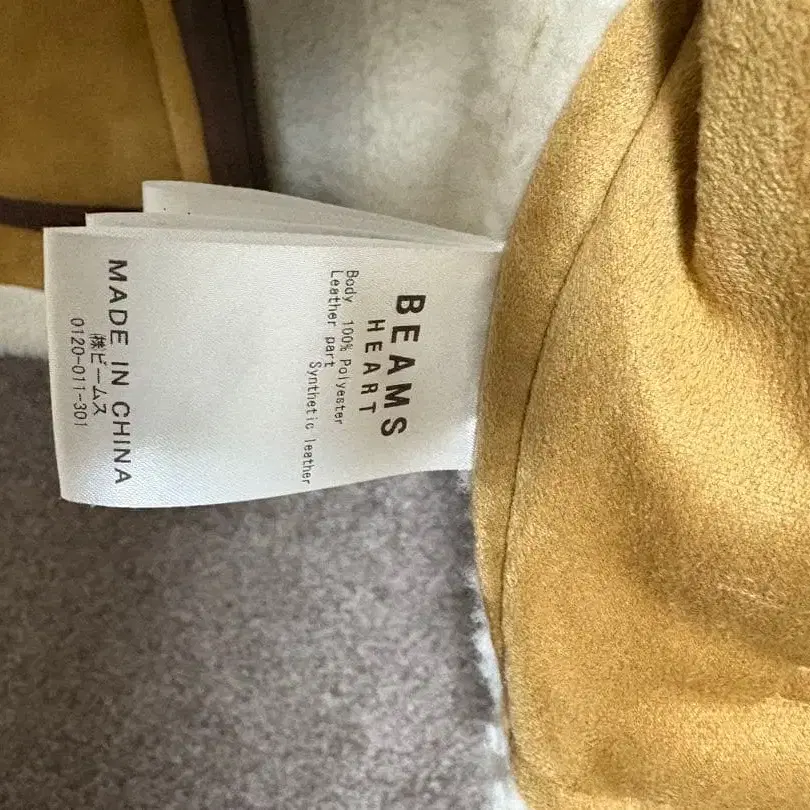 BEAMS
HEART
Body 100% Polyester
Leather part
Synthetic leather
MADE IN CHINA
㈱ビームス
0120-011-301